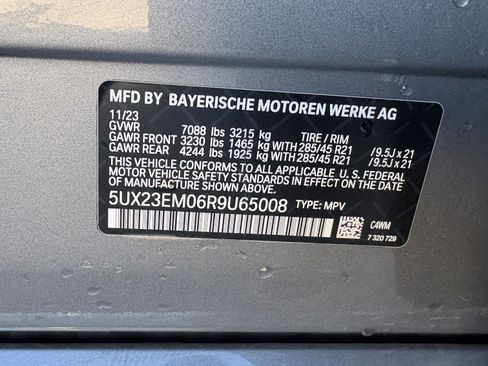 MFD BY BAYERISCHE MOTOREN WERKE AG
11/23
GVWR 7088 lbs 3215 kg TIRE / RIM
GAWR FRONT 3230 lbs 1465 kg WITH 285/45 R21 /9.5J x 21
GAWR REAR 4244 lbs 1925 kg WITH 285/45 R21 /9.5J x 21
THIS VEHICLE CONFORMS TO ALL APPLICABLE U.S. FEDERAL
MOTOR VEHICLE SAFETY STANDARDS IN EFFECT ON THE DATE
OF MANUFACTURE SHOWN ABOVE.
5UX23EM06R9U65008 TYPE: MPV
C4WM
7 320 729